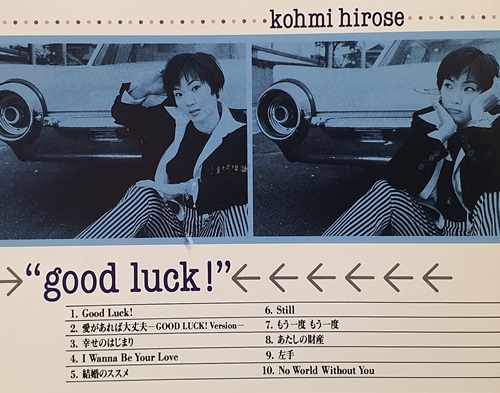 kohmi hirose
"good luck!"
1. Good Luck!
2. 愛があれば大丈夫－GOOD LUCK! Version－
3. 幸せのはじまり
4. I Wanna Be Your Love
5. 結婚のススメ
6. Still
7. もう一度 もう一度
8. あたしの財産
9. 左手
10. No World Without You